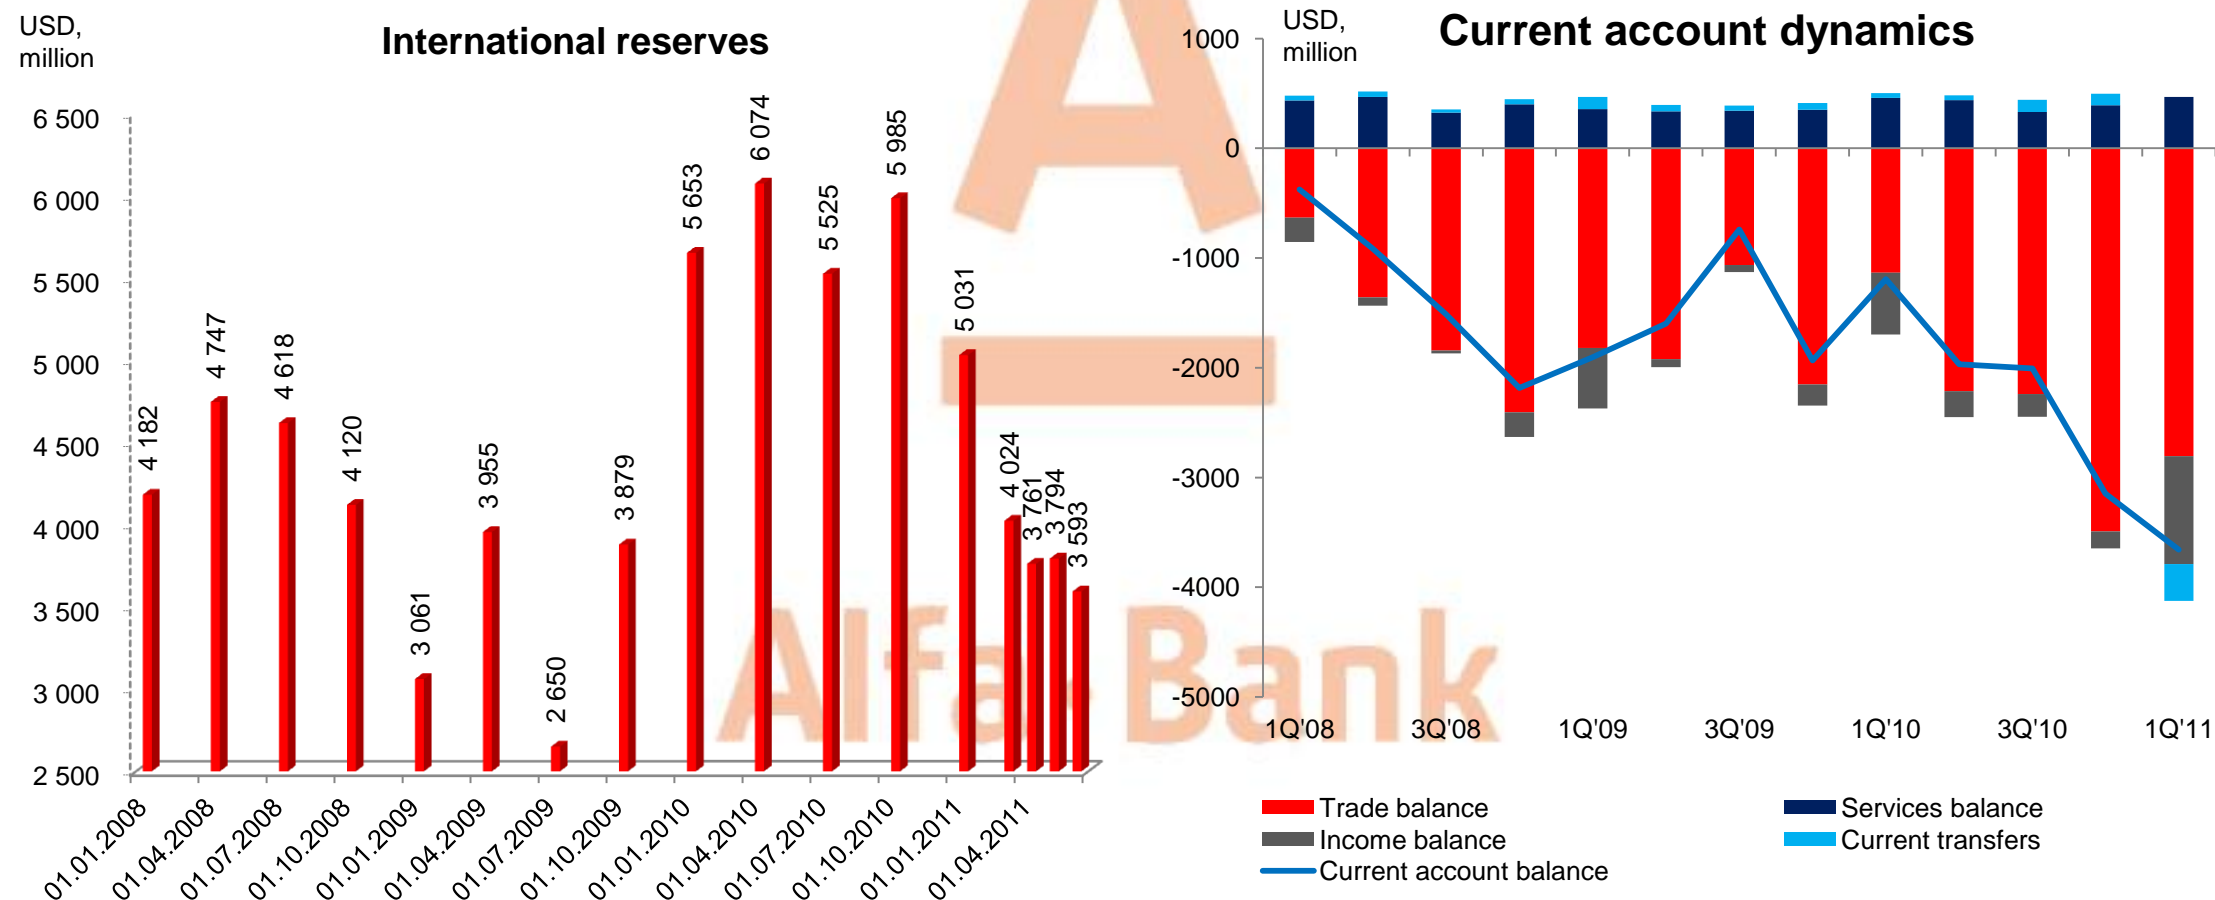 USD,
million
International reserves
6 500
6 000
5 500
5 000
4 500
4 000
3 500
3 000
2 500
4 182
4 747
4 618
4 120
3 061
3 955
2 650
3 879
5 653
6 074
5 525
5 985
5 031
4 024
3 761
3 794
3 593
01.01.2008
01.04.2008
01.07.2008
01.10.2008
01.01.2009
01.04.2009
01.07.2009
01.10.2009
01.01.2010
01.04.2010
01.07.2010
01.10.2010
01.01.2011
01.04.2011
USD,
million
Current account dynamics
1000
0
-1000
-2000
-3000
-4000
-5000
1Q'08
3Q'08
1Q'09
3Q'09
1Q'10
3Q'10
1Q'11
Trade balance
Services balance
Income balance
Current transfers
Current account balance
A
Alfa-Bank